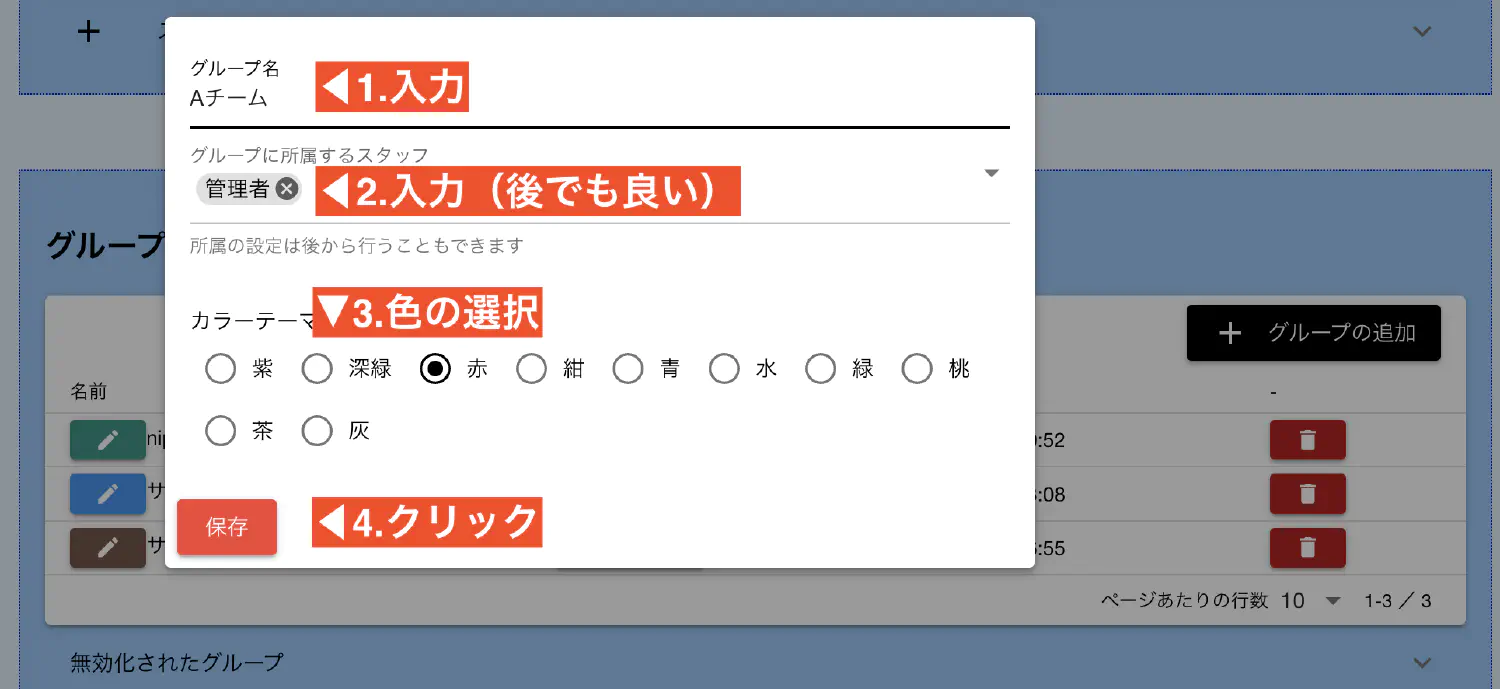 グループ名
◀1.入力
Aチーム
グループに所属するスタッフ
管理者
◀2.入力（後でも良い）
所属の設定は後から行うこともできます
グループ
カラーテーマ
▼3.色の選択
＋ グループの追加
紫 深緑 赤 紺 青 水 緑 桃
名前 -
茶 灰
:52
サ :08
サ :55
保存
◀4.クリック
ページあたりの行数 10 1-3 ／ 3
無効化されたグループ